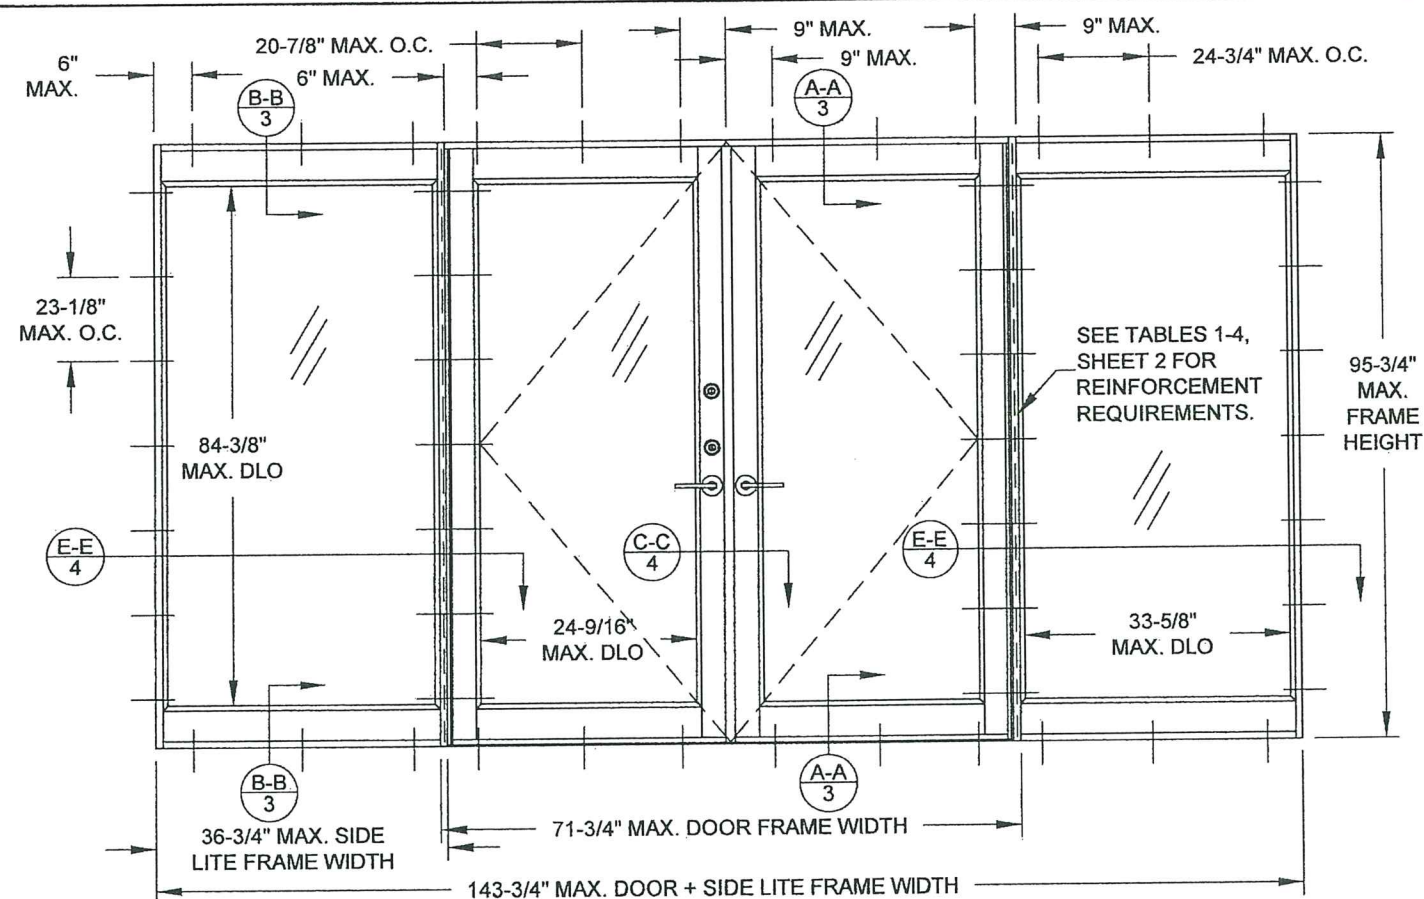 9" MAX.
9" MAX.
20-7/8" MAX. O.C.
6"
MAX.
6" MAX.
9" MAX.
24-3/4" MAX. O.C.
B-B
3
A-A
3
23-1/8"
MAX. O.C.
SEE TABLES 1-4,
SHEET 2 FOR
REINFORCEMENT
REQUIREMENTS.
95-3/4"
MAX.
FRAME
HEIGHT
84-3/8"
MAX. DLO
E-E
4
C-C
4
E-E
4
24-9/16"
MAX. DLO
33-5/8"
MAX. DLO
B-B
3
A-A
3
36-3/4" MAX. SIDE
LITE FRAME WIDTH
71-3/4" MAX. DOOR FRAME WIDTH
143-3/4" MAX. DOOR + SIDE LITE FRAME WIDTH